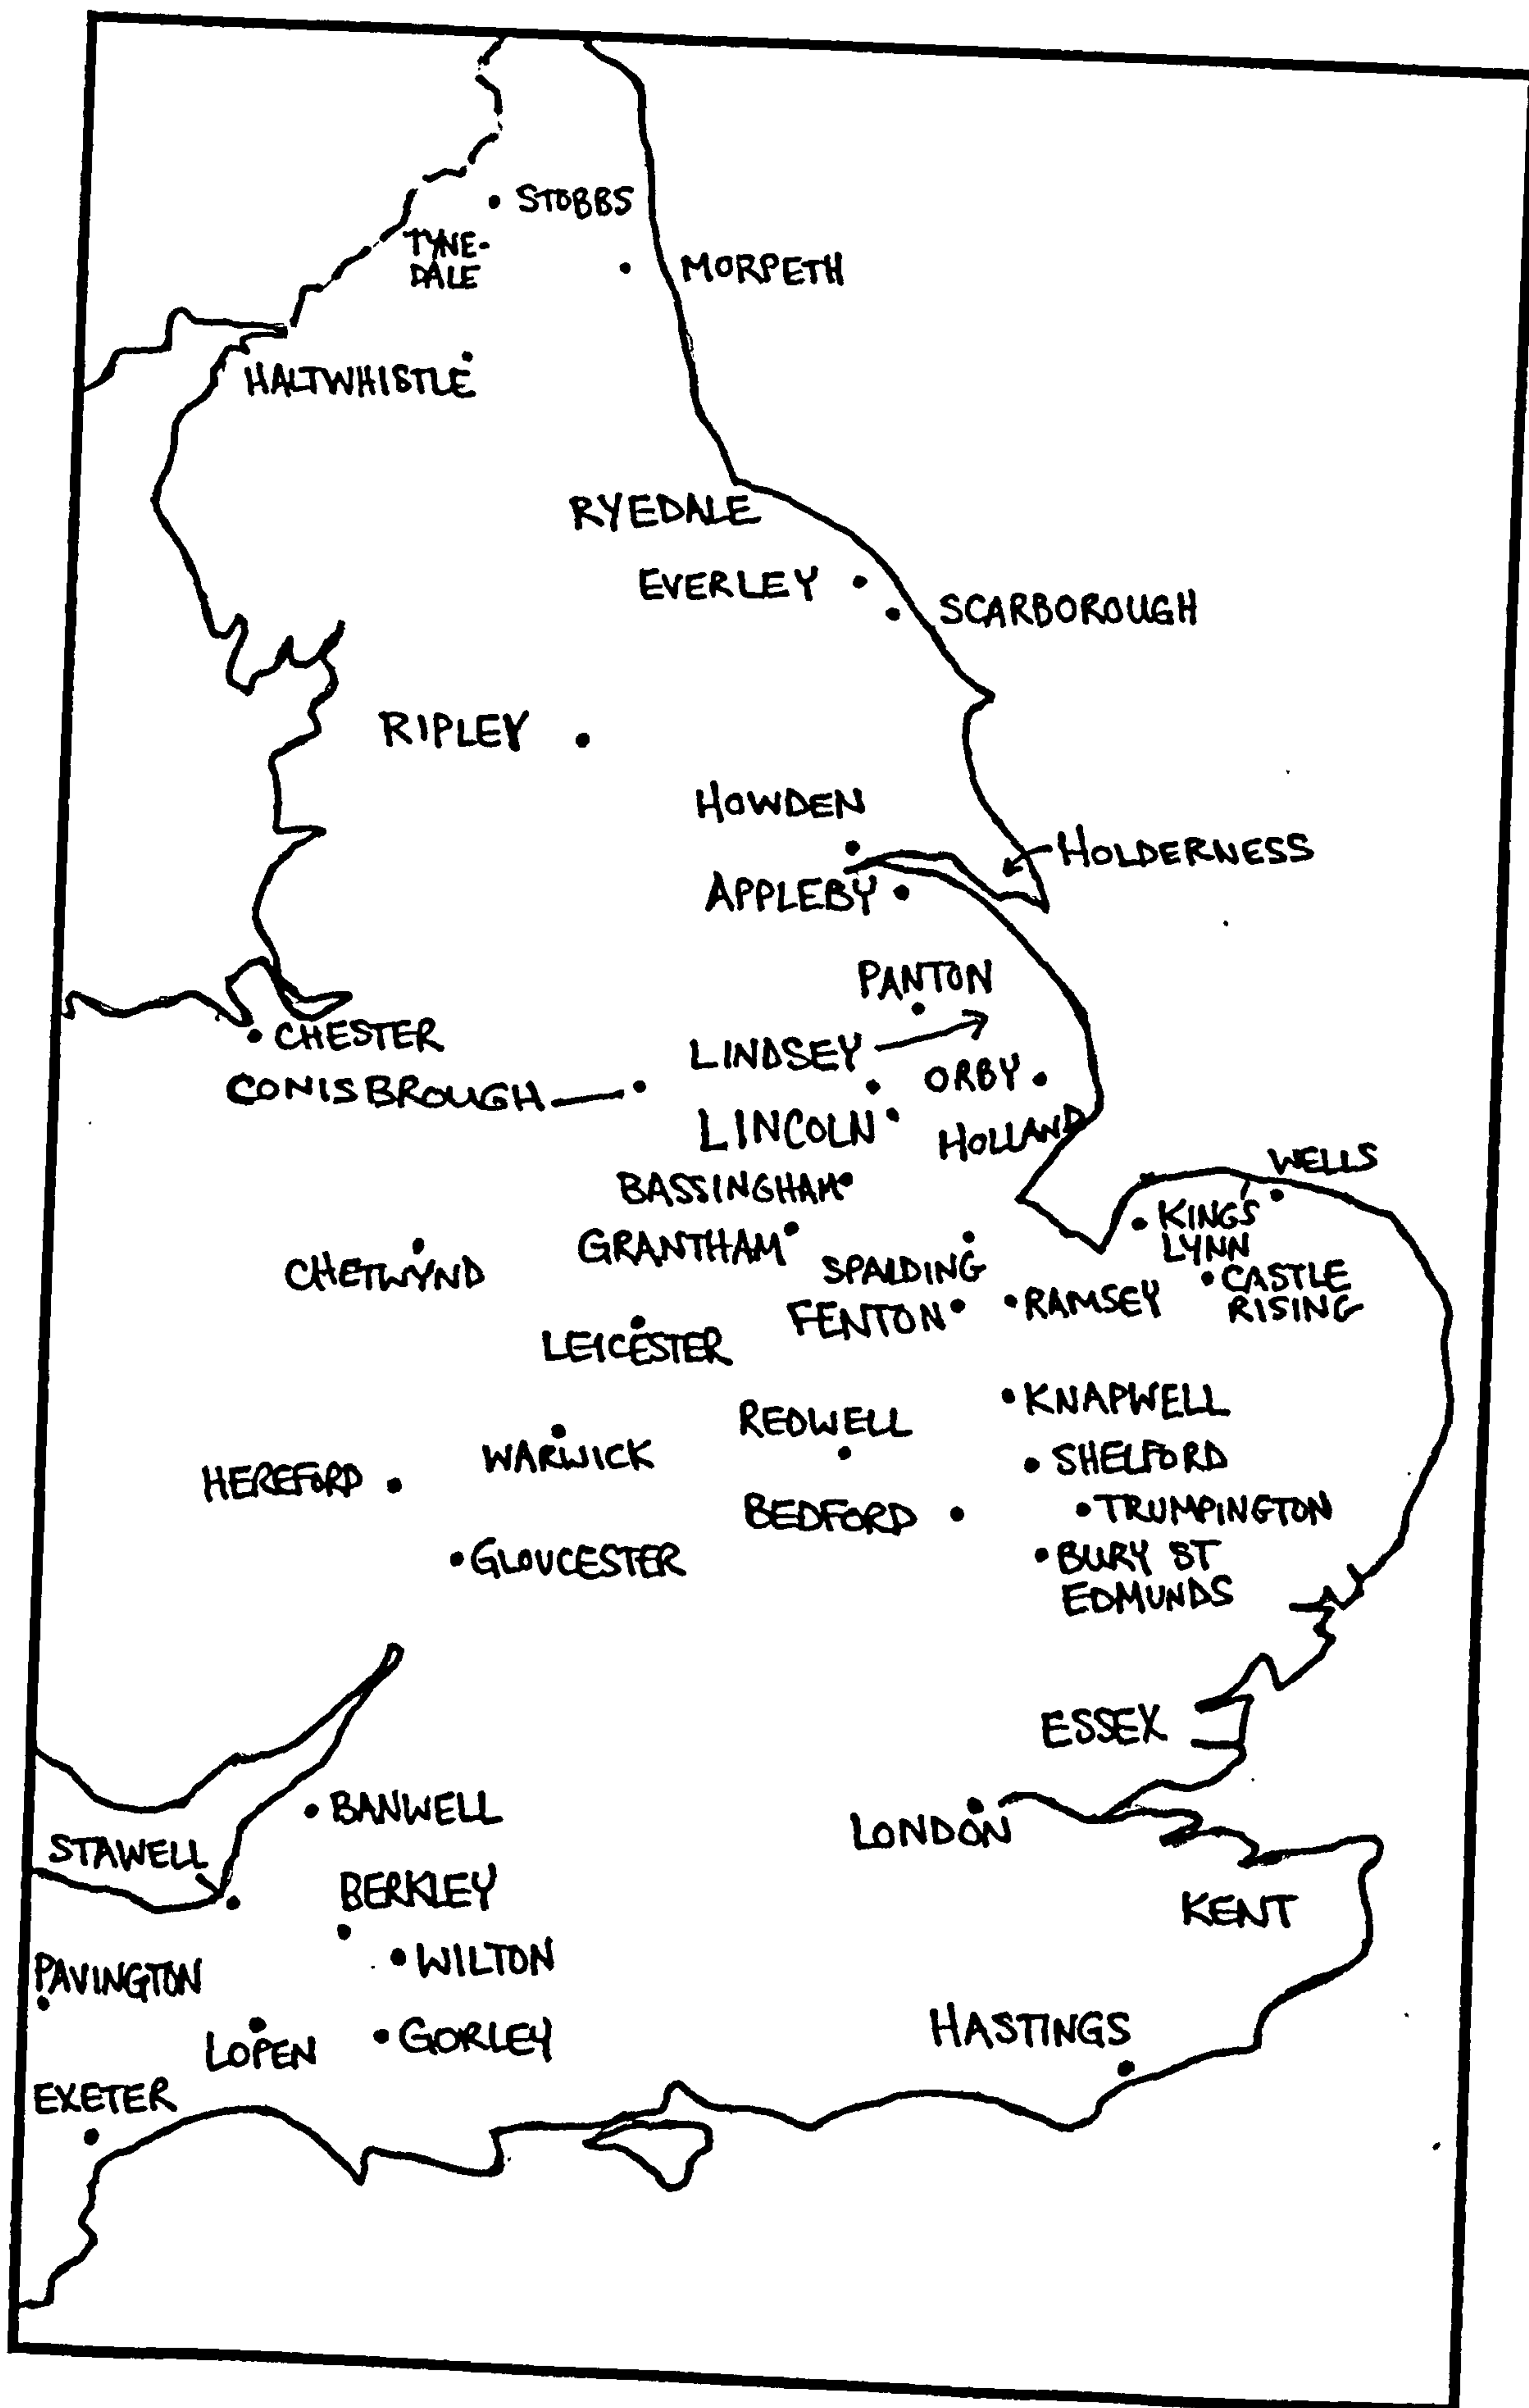 STOBBS
TYNE-
DALE
MORPETH
HALTWHISTLE
RYEDALE
EVERLEY
SCARBOROUGH
RIPLEY
HOWDEN
HOLDERNESS
APPLEBY
PANTON
CHESTER
LINDSEY
ORBY
CONISBROUGH
LINCOLN
HOLLAND
WELLS
BASSINGHAM
KINGS
LYNN
GRANTHAM
SPALDING
CHETWYND
CASTLE
RISING
FENTON
RAMSEY
LEICESTER
KNAPWELL
REDWELL
WARWICK
SHELFORD
HEREFORD
BEDFORD
TRUMPINGTON
GLOUCESTER
BURY ST
EDMUNDS
ESSEX
BANWELL
LONDON
STAWELL
BERKLEY
KENT
WILTON
PAVINGTON
HASTINGS
LOPEN
GORLEY
EXETER